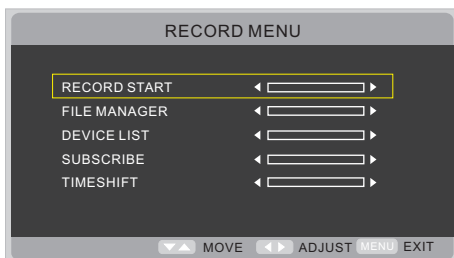 RECORD MENU
RECORD START
FILE MANAGER
DEVICE LIST
SUBSCRIBE
TIMESHIFT
MOVE ADJUST MENU EXIT